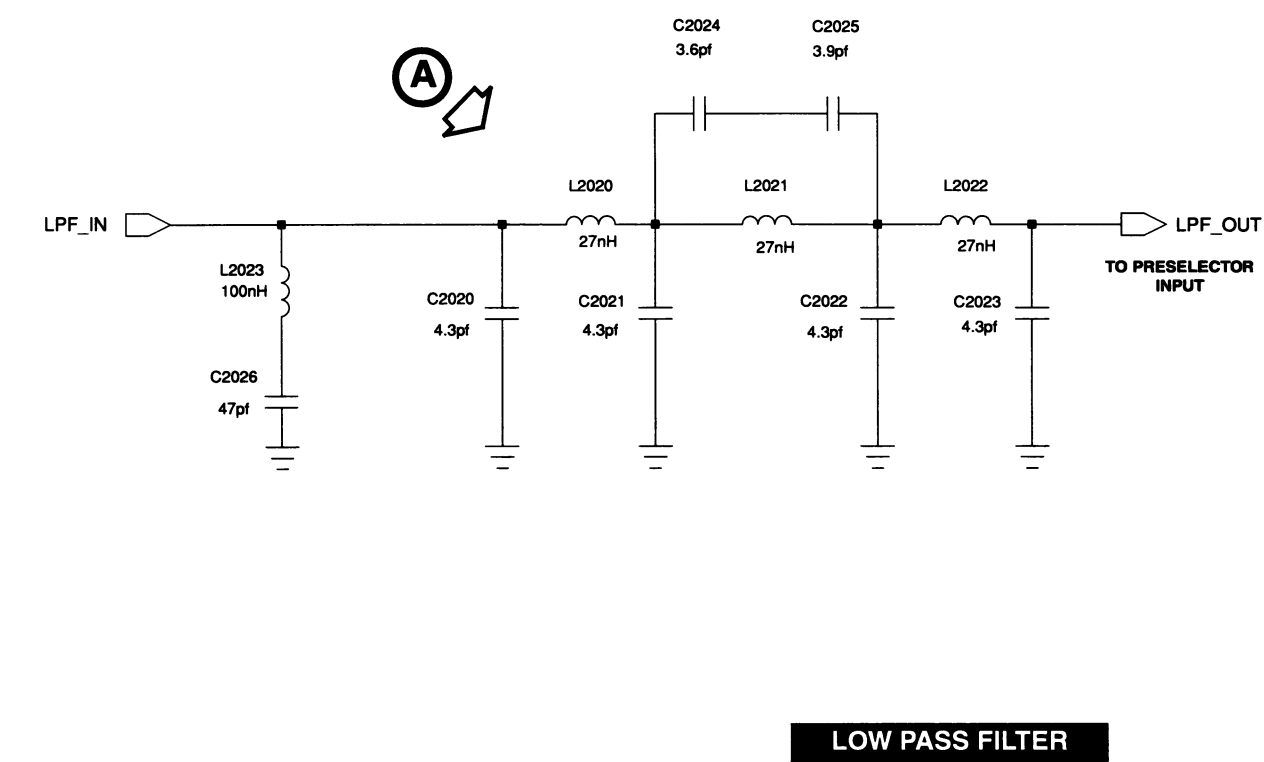 C2024
3.6pf
C2025
3.9pf
A
L2020
27nH
L2021
27nH
L2022
27nH
LPF_IN
LPF_OUT
TO PRESELECTOR
INPUT
L2023
100nH
C2020
4.3pf
C2021
4.3pf
C2022
4.3pf
C2023
4.3pf
C2026
47pf
LOW PASS FILTER